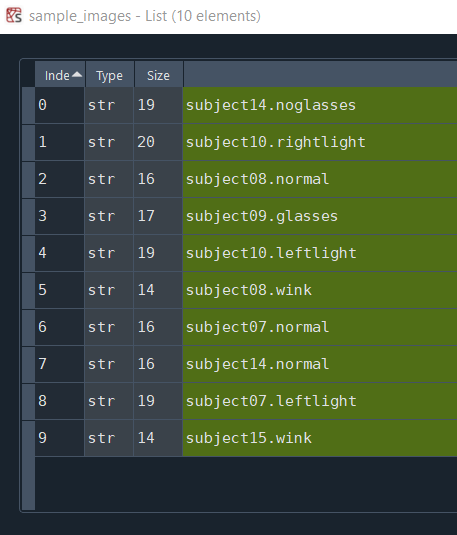 sample_images - List (10 elements)
Inde Type Size
0 str 19 subject14.noglasses
1 str 20 subject10.rightlight
2 str 16 subject08.normal
3 str 17 subject09.glasses
4 str 19 subject10.leftlight
5 str 14 subject08.wink
6 str 16 subject07.normal
7 str 16 subject14.normal
8 str 19 subject07.leftlight
9 str 14 subject15.wink